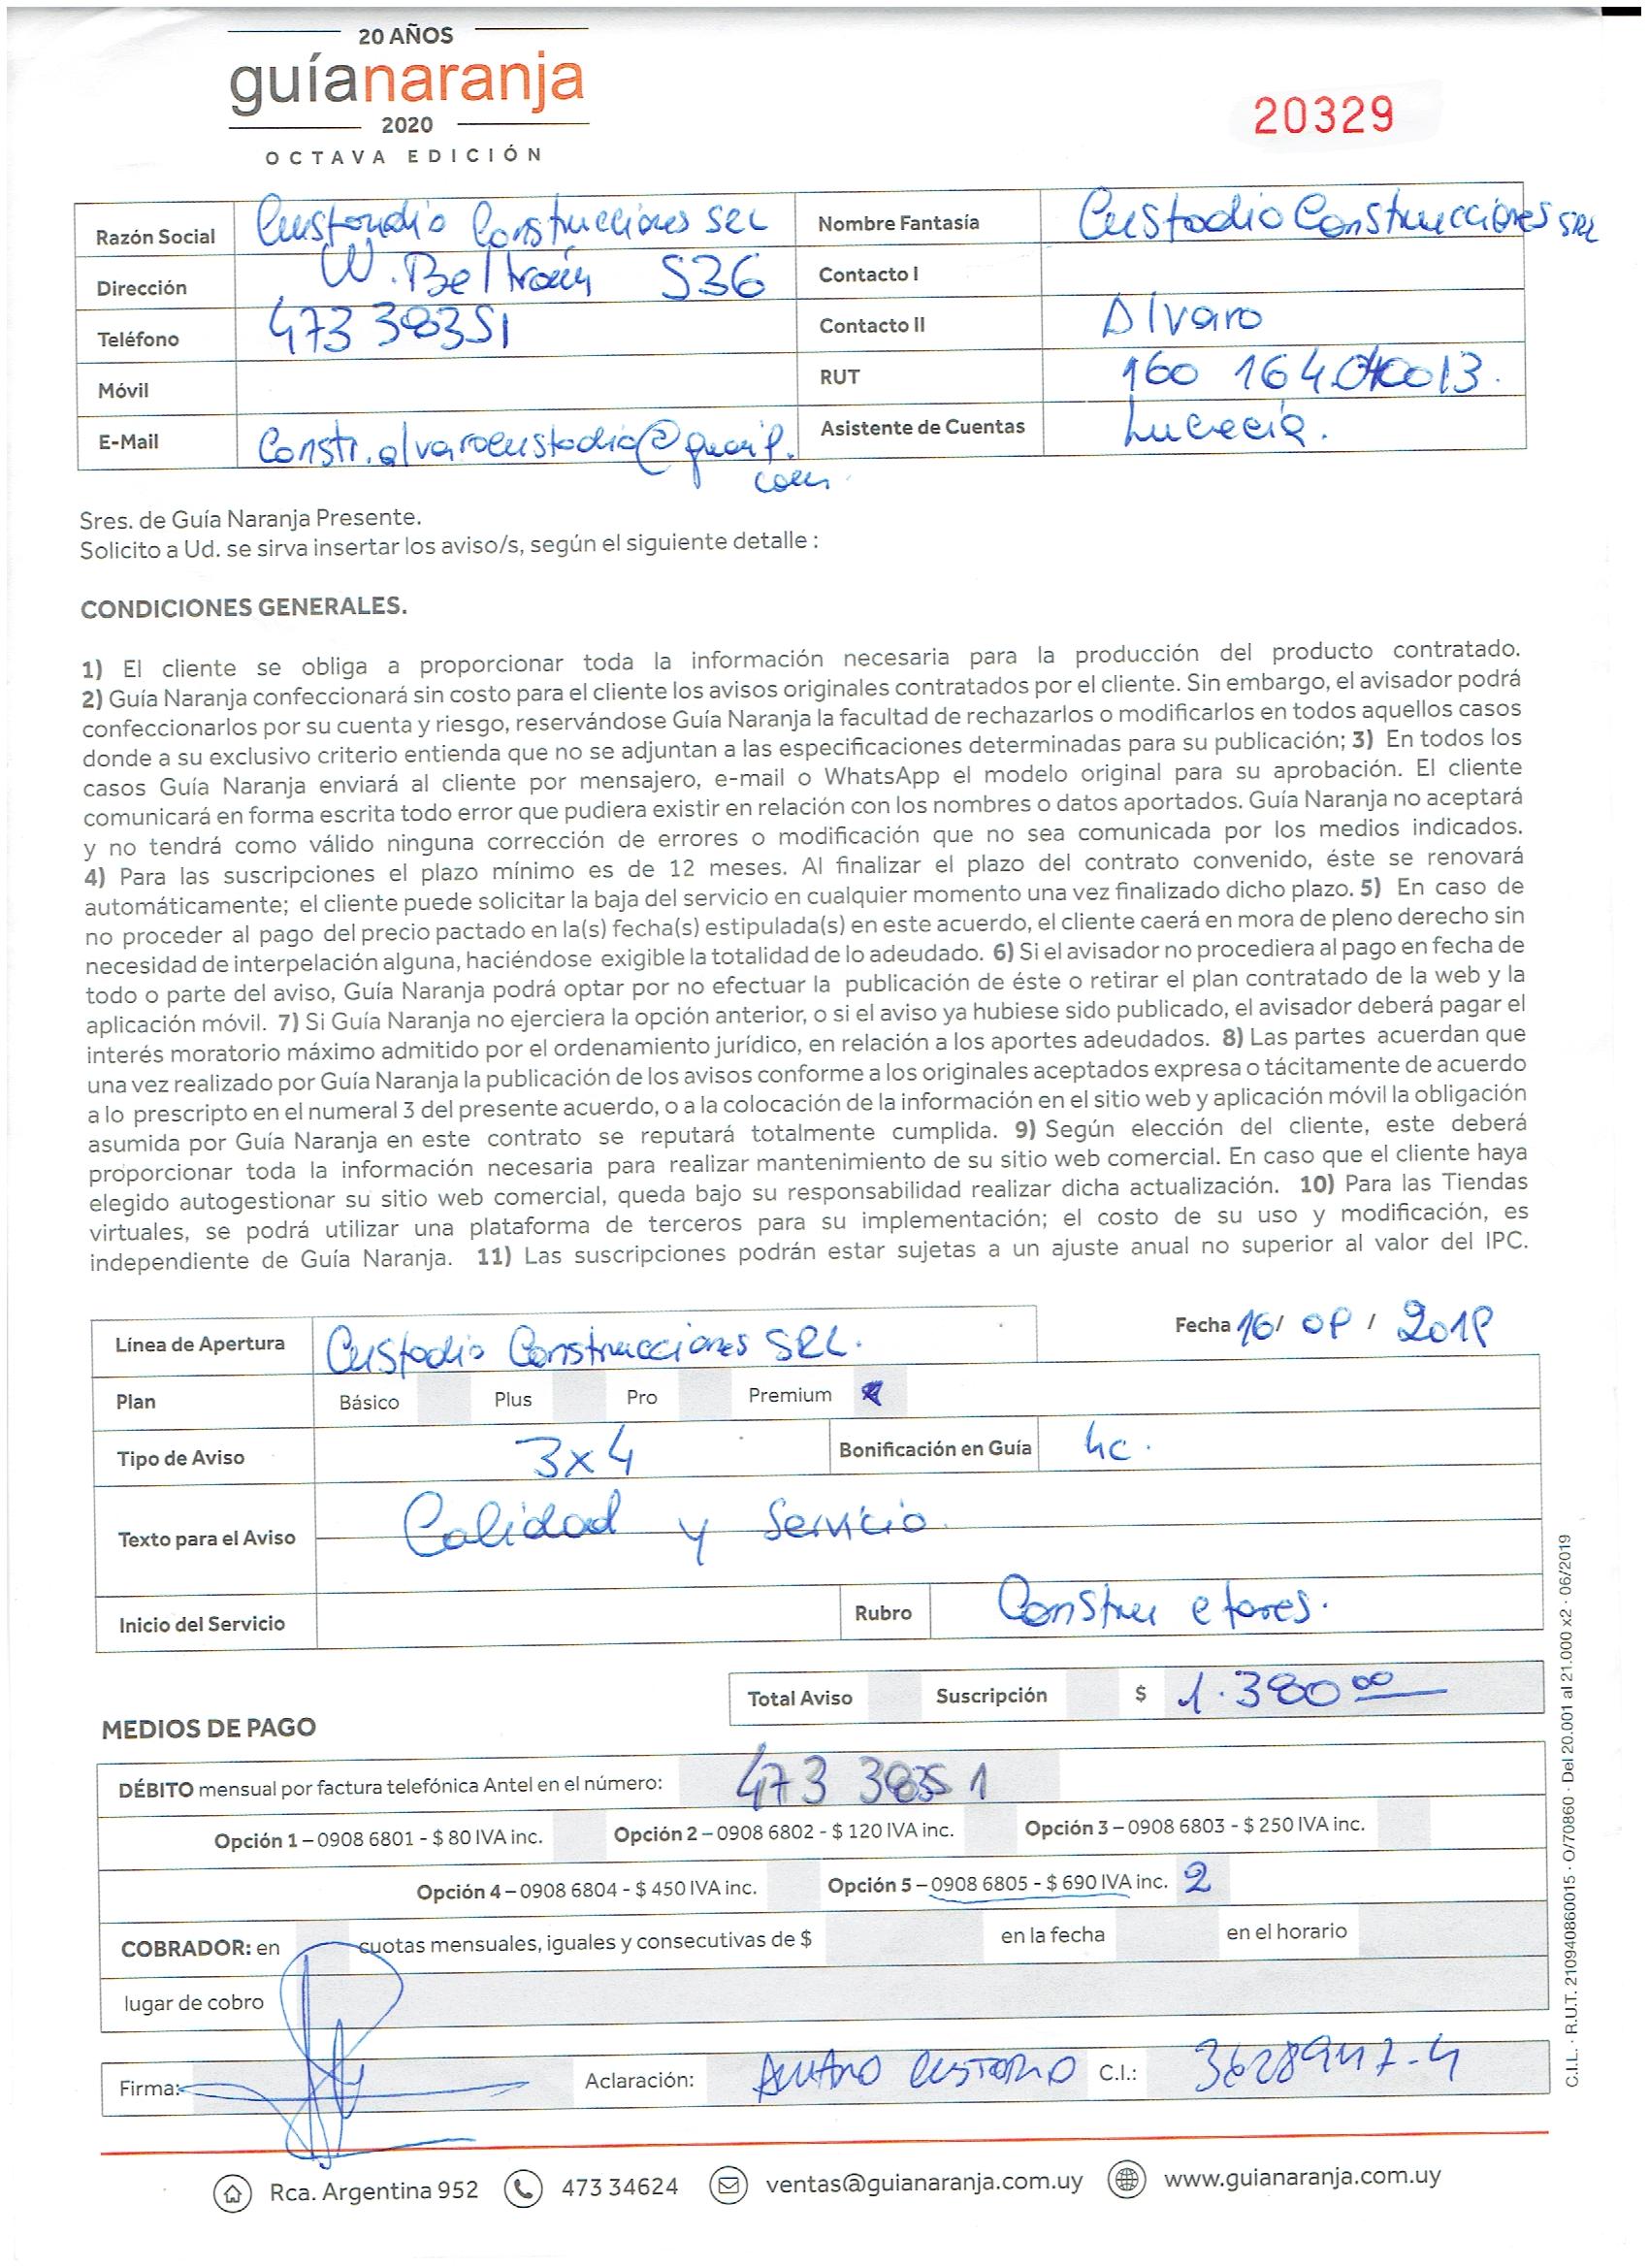 20 AÑOS
guíanaranja
2020
OCTAVA EDICIÓN
20329
Razón Social Custondio Construcciones SRL Nombre Fantasía Custodio Construcciones SRL
Dirección W. Beltrán 536 Contacto I
Teléfono 473 38351 Contacto II Alvaro
Móvil RUT 160 164040013.
E-Mail Constr.alvarocustodio@gmail. Asistente de Cuentas Lucecia.
com
Sres. de Guía Naranja Presente.
Solicito a Ud. se sirva insertar los aviso/s, según el siguiente detalle :
CONDICIONES GENERALES.
1) El cliente se obliga a proporcionar toda la información necesaria para la producción del producto contratado.
2) Guía Naranja confeccionará sin costo para el cliente los avisos originales contratados por el cliente. Sin embargo, el avisador podrá
confeccionarlos por su cuenta y riesgo, reservándose Guía Naranja la facultad de rechazarlos o modificarlos en todos aquellos casos
donde a su exclusivo criterio entienda que no se adjuntan a las especificaciones determinadas para su publicación; 3) En todos los
casos Guía Naranja enviará al cliente por mensajero, e-mail o WhatsApp el modelo original para su aprobación. El cliente
comunicará en forma escrita todo error que pudiera existir en relación con los nombres o datos aportados. Guía Naranja no aceptará
y no tendrá como válido ninguna corrección de errores o modificación que no sea comunicada por los medios indicados.
4) Para las suscripciones el plazo mínimo es de 12 meses. Al finalizar el plazo del contrato convenido, éste se renovará
automáticamente; el cliente puede solicitar la baja del servicio en cualquier momento una vez finalizado dicho plazo. 5) En caso de
no proceder al pago del precio pactado en la(s) fecha(s) estipulada(s) en este acuerdo, el cliente caerá en mora de pleno derecho sin
necesidad de interpelación alguna, haciéndose exigible la totalidad de lo adeudado. 6) Si el avisador no procediera al pago en fecha de
todo o parte del aviso, Guía Naranja podrá optar por no efectuar la publicación de éste o retirar el plan contratado de la web y la
aplicación móvil. 7) Si Guía Naranja no ejerciera la opción anterior, o si el aviso ya hubiese sido publicado, el avisador deberá pagar el
interés moratorio máximo admitido por el ordenamiento jurídico, en relación a los aportes adeudados. 8) Las partes acuerdan que
una vez realizado por Guía Naranja la publicación de los avisos conforme a los originales aceptados expresa o tácitamente de acuerdo
a lo prescripto en el numeral 3 del presente acuerdo, o a la colocación de la información en el sitio web y aplicación móvil la obligación
asumida por Guía Naranja en este contrato se reputará totalmente cumplida. 9) Según elección del cliente, este deberá
proporcionar toda la información necesaria para realizar mantenimiento de su sitio web comercial. En caso que el cliente haya
elegido autogestionar su sitio web comercial, queda bajo su responsabilidad realizar dicha actualización. 10) Para las Tiendas
virtuales, se podrá utilizar una plataforma de terceros para su implementación; el costo de su uso y modificación, es
independiente de Guía Naranja. 11) Las suscripciones podrán estar sujetas a un ajuste anual no superior al valor del IPC.
Línea de Apertura Custodio Construcciones SRL. Fecha 16/ 08 / 2019
Plan Básico Plus Pro Premium
Tipo de Aviso 3x4 Bonificación en Guía 4c.
Texto para el Aviso Calidad y Servicio.
Inicio del Servicio Rubro Constructores.
Total Aviso Suscripción $ 1.380 00
MEDIOS DE PAGO
DÉBITO mensual por factura telefónica Antel en el número: 473 38351
Opción 1 – 0908 6801 - $ 80 IVA inc. Opción 2 – 0908 6802 - $ 120 IVA inc. Opción 3 – 0908 6803 - $ 250 IVA inc.
Opción 4 – 0908 6804 - $ 450 IVA inc. Opción 5 – 0908 6805 - $ 690 IVA inc. 2
COBRADOR: en cuotas mensuales, iguales y consecutivas de $ en la fecha en el horario
lugar de cobro
Firma: Aclaración: ALVARO CUSTODIO C.I.: 3628947-4
Rca. Argentina 952 473 34624 ventas@guianaranja.com.uy www.guianaranja.com.uy
C.I.L. · R.U.T. 210940860015 · O/70860 · Del 20.001 al 21.000 x2 · 06/2019